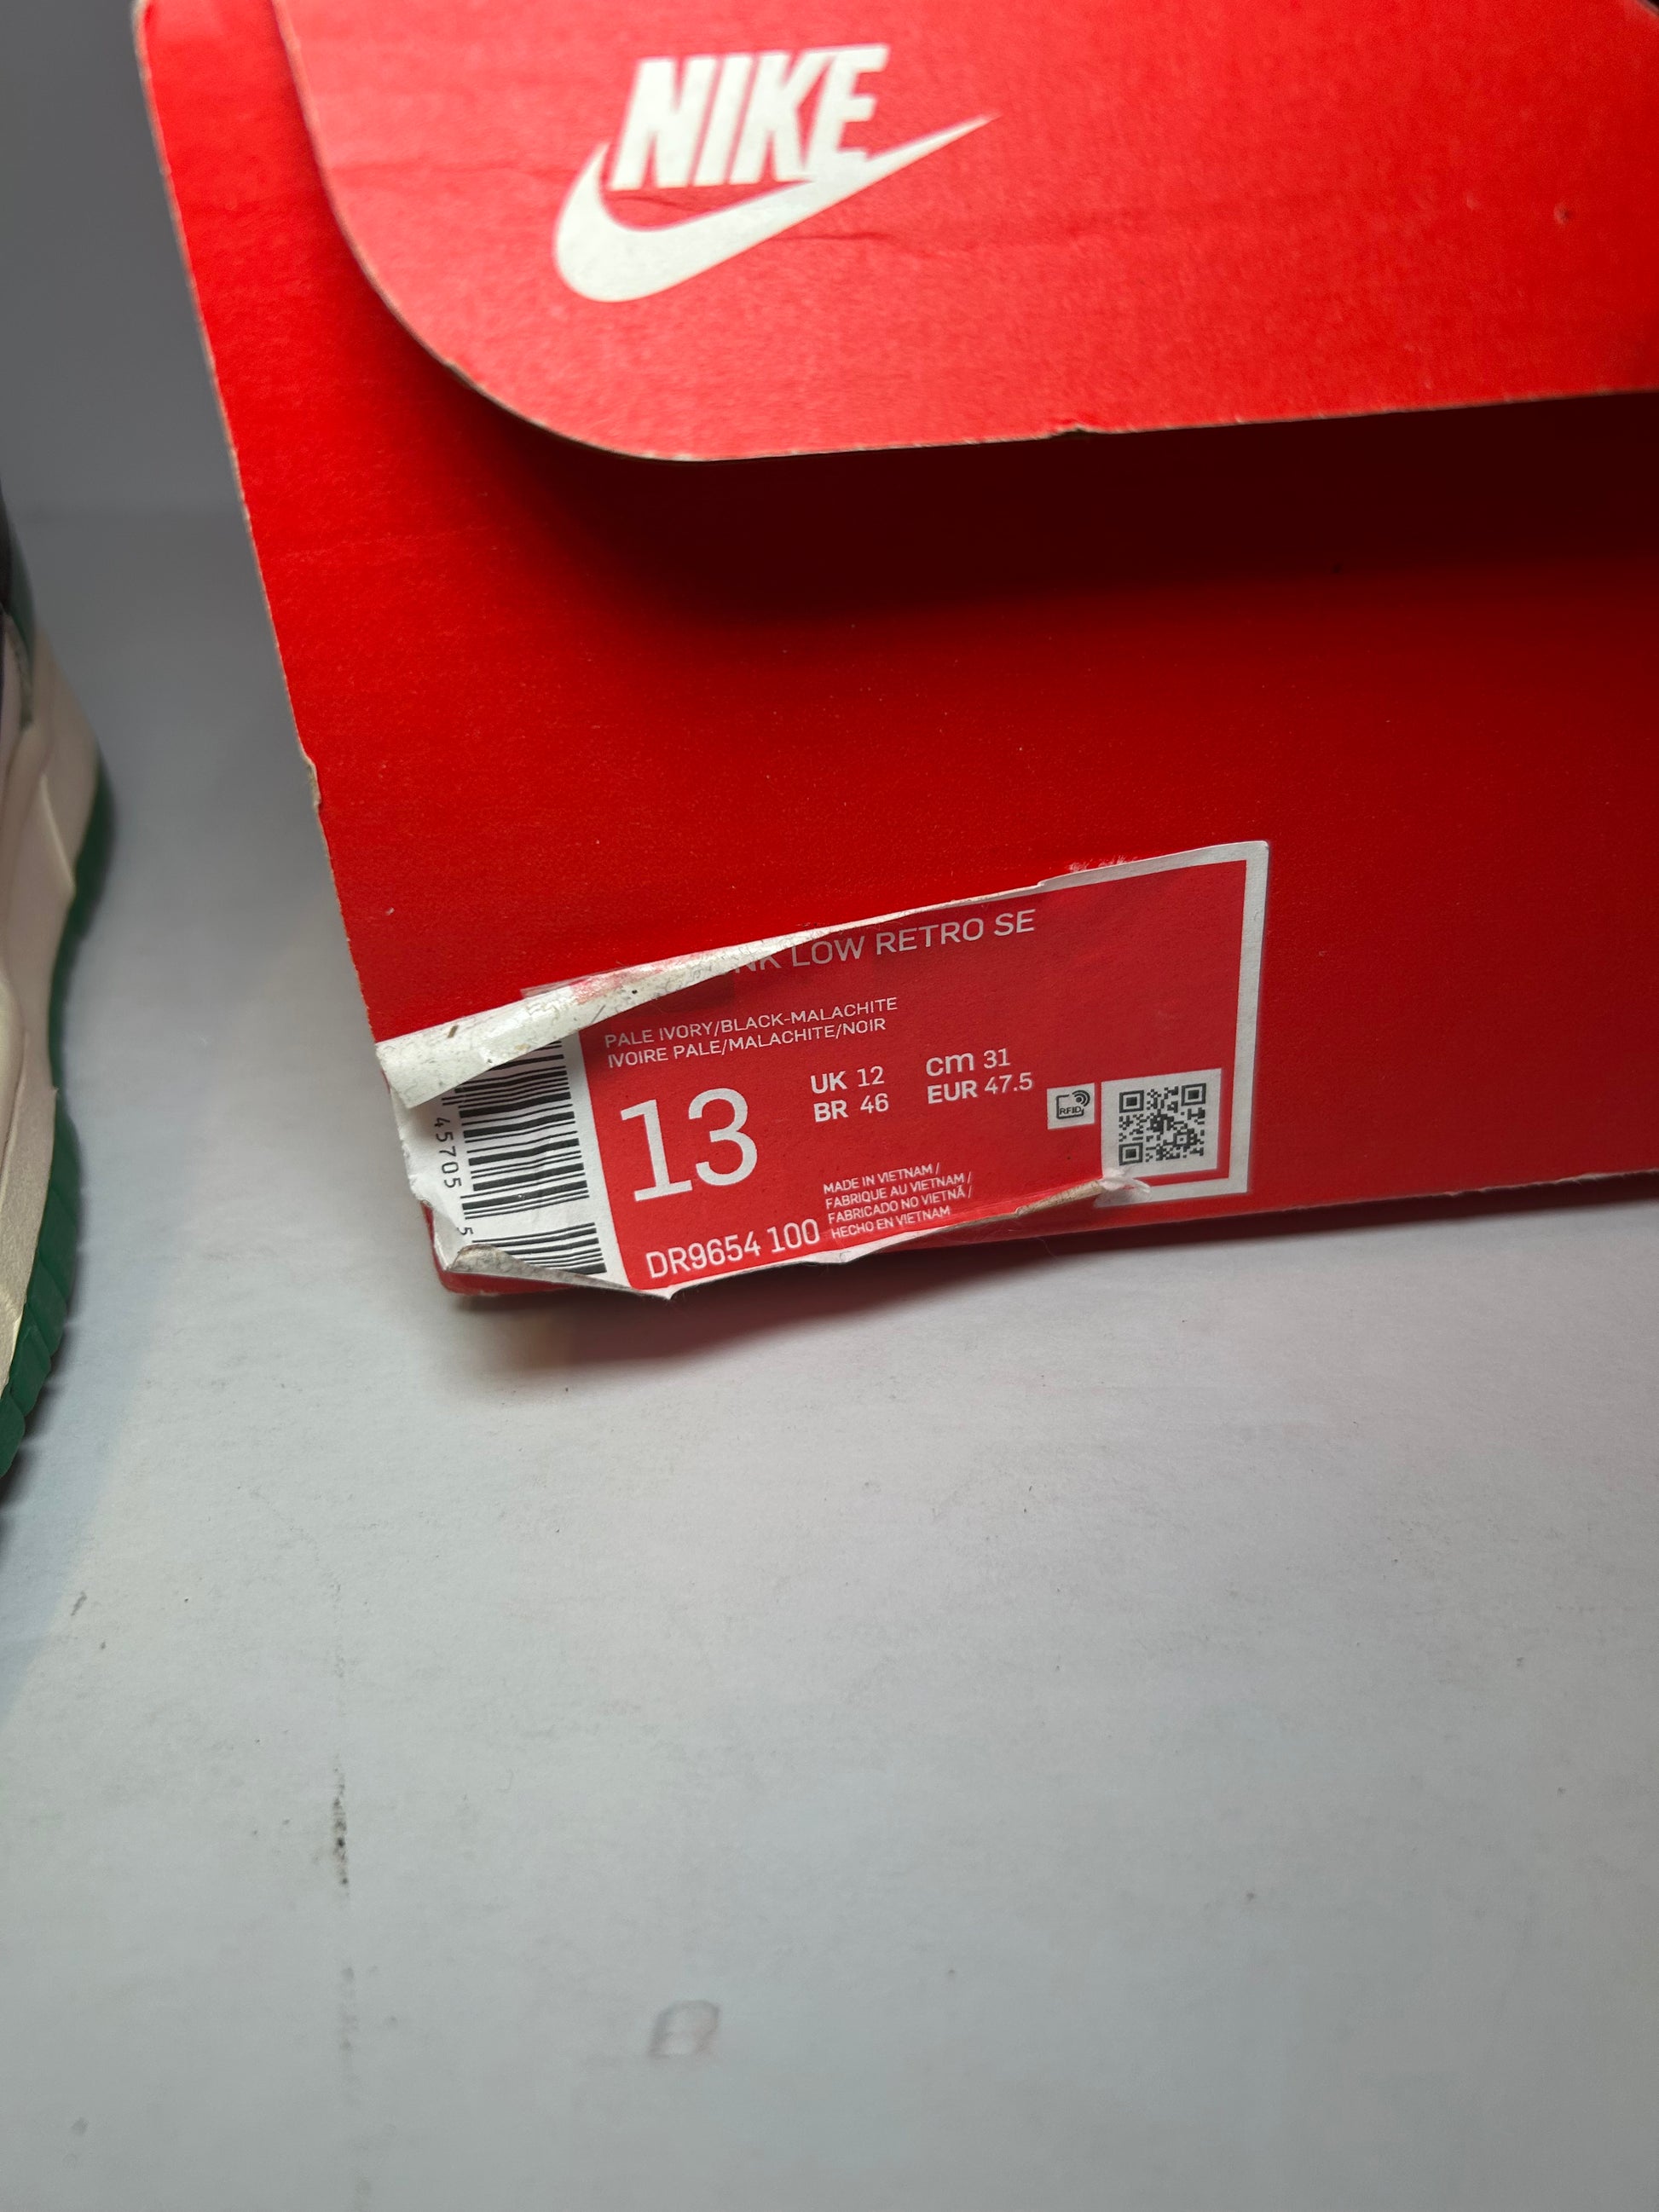 NIKE
NK LOW RETRO SE
PALE IVORY/BLACK-MALACHITE
IVOIRE PALE/MALACHITE/NOIR
13
UK 12
BR 46
cm 31
EUR 47.5
RFID
MADE IN VIETNAM /
FABRIQUE AU VIETNAM /
FABRICADO NO VIETNÃ /
HECHO EN VIETNAM
DR9654 100
45705 5